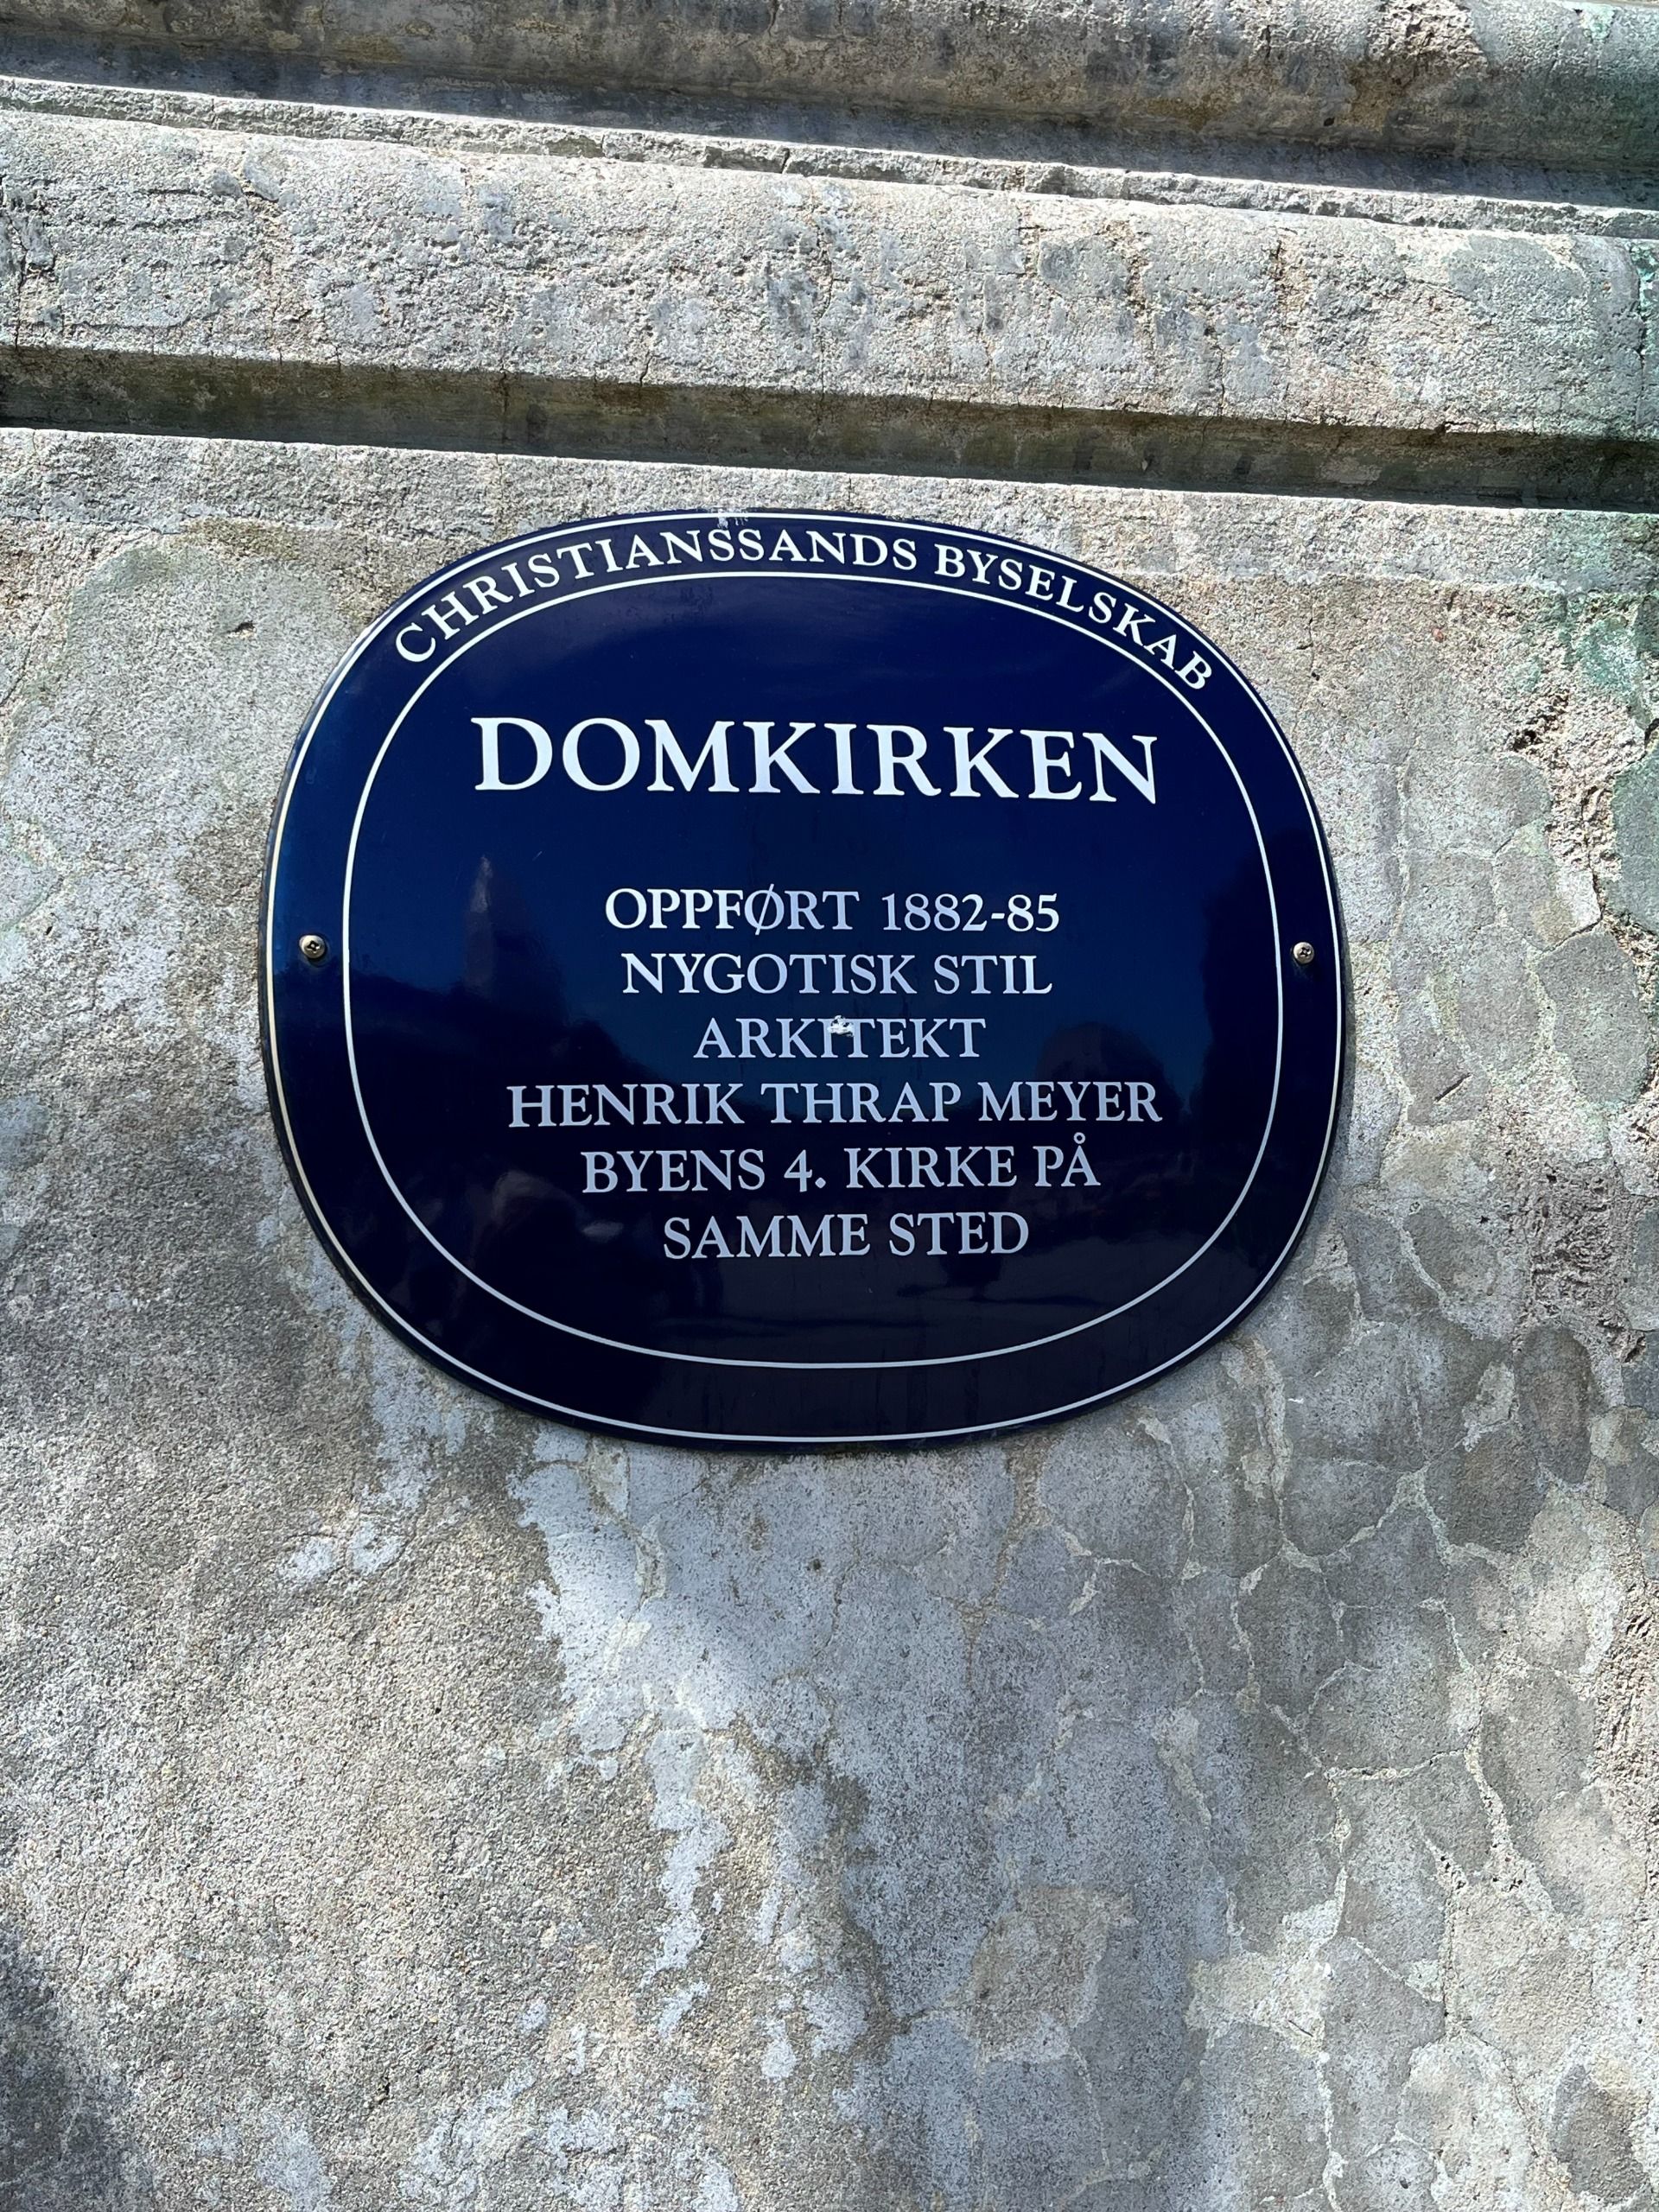 CHRISTIANSSANDS BYSELSKAB
DOMKIRKEN
OPPFØRT 1882-85
NYGOTISK STIL
ARKITEKT
HENRIK THRAP MEYER
BYENS 4. KIRKE PÅ
SAMME STED